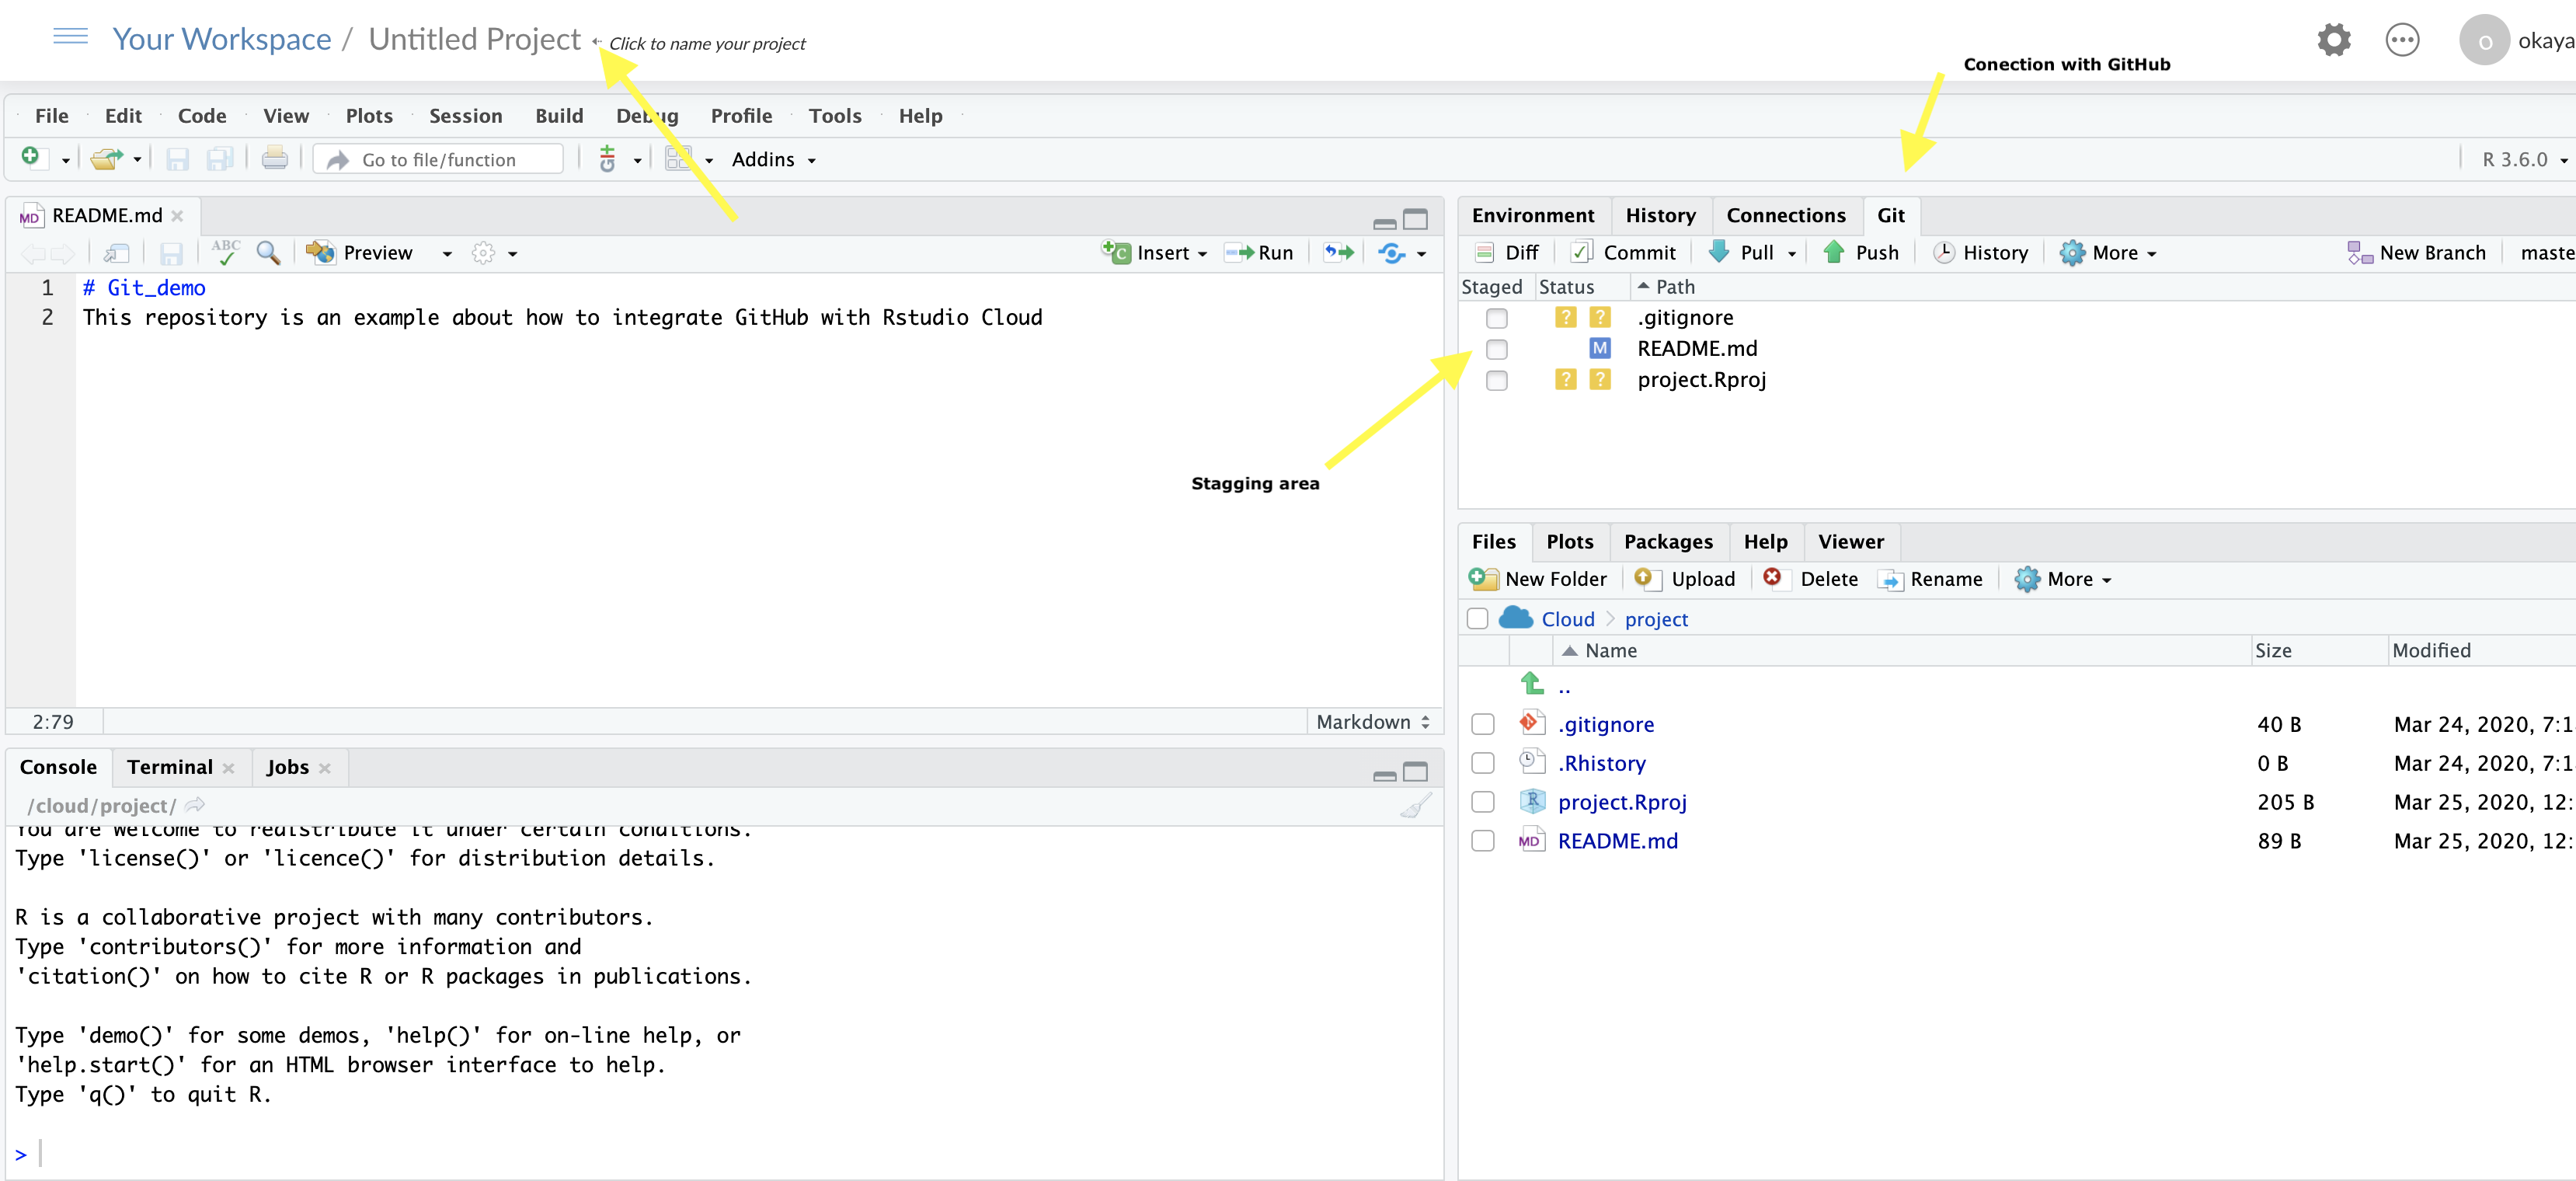 Your Workspace / Untitled Project
Click to name your project
Conection with GitHub
o okaya
File Edit Code View Plots Session Build Debug Profile Tools Help
Go to file/function
Git
Addins
R 3.6.0
MD README.md
ABC
Preview
Insert
Run
1 # Git_demo
2 This repository is an example about how to integrate GitHub with Rstudio Cloud
2:79
Markdown
Stagging area
Environment History Connections Git
Diff Commit Pull Push History More New Branch maste
Staged Status Path
? ? .gitignore
M README.md
? ? project.Rproj
Files Plots Packages Help Viewer
New Folder Upload Delete Rename More
Cloud project
Name Size Modified
..
.gitignore 40 B Mar 24, 2020, 7:1
.Rhistory 0 B Mar 24, 2020, 7:1
project.Rproj 205 B Mar 25, 2020, 12:
MD README.md 89 B Mar 25, 2020, 12:
Console Terminal Jobs
/cloud/project/
You are welcome to redistribute it under certain conditions.
Type 'license()' or 'licence()' for distribution details.
R is a collaborative project with many contributors.
Type 'contributors()' for more information and
'citation()' on how to cite R or R packages in publications.
Type 'demo()' for some demos, 'help()' for on-line help, or
'help.start()' for an HTML browser interface to help.
Type 'q()' to quit R.
>